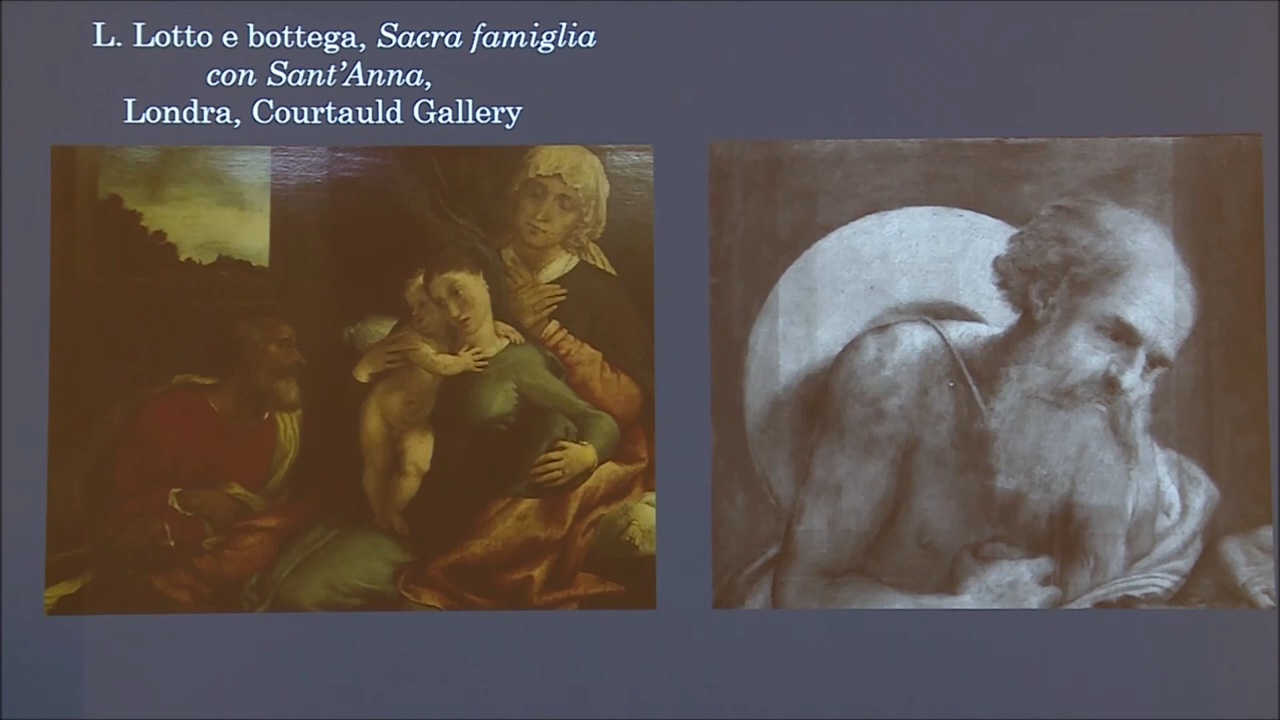 L. Lotto e bottega, Sacra famiglia
con Sant'Anna,
Londra, Courtauld Gallery